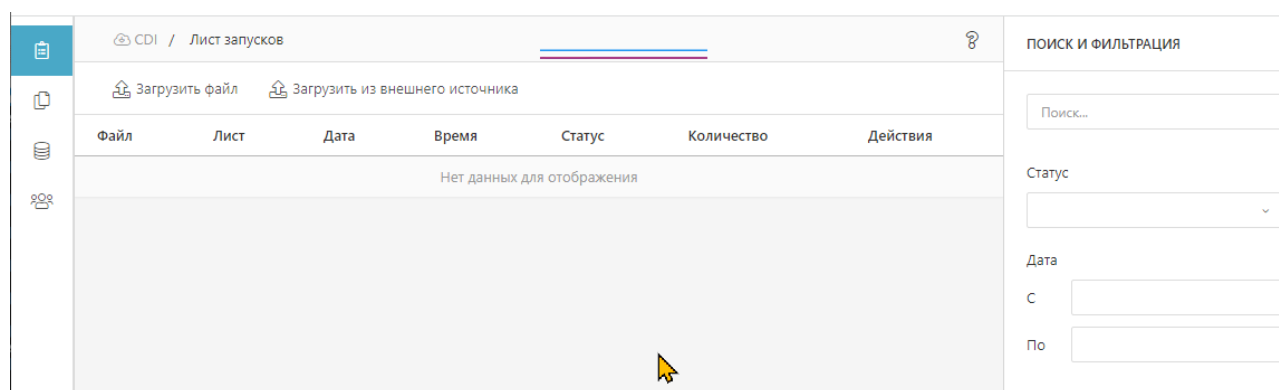 CDI / Лист запусков
?
ПОИСК И ФИЛЬТРАЦИЯ
Загрузить файл Загрузить из внешнего источника
Поиск...
Файл Лист Дата Время Статус Количество Действия
Нет данных для отображения
Статус
Дата
С
По